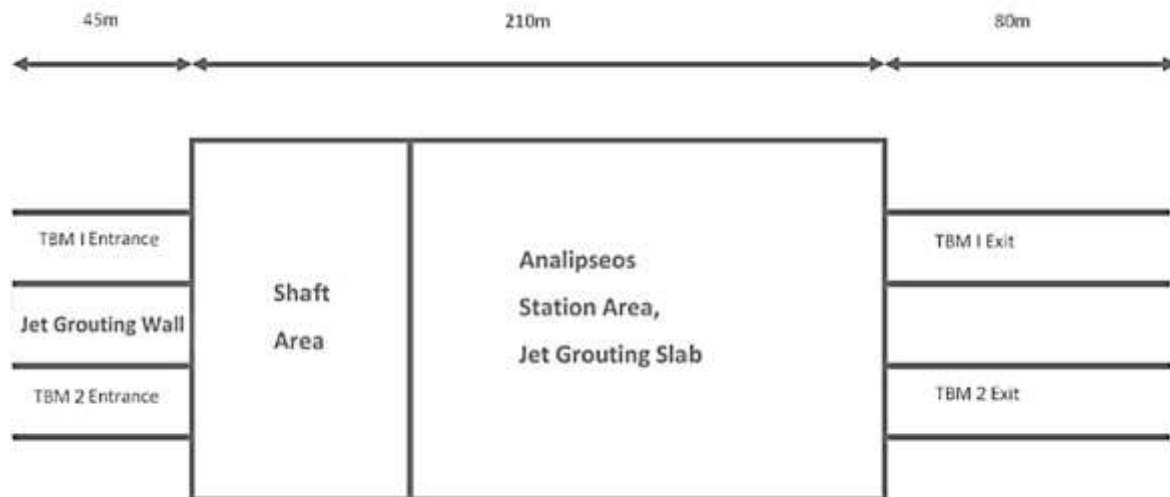 45m
210m
80m
TBM I Entrance
TBM I Exit
Analipseos
Shaft
Station Area,
Jet Grouting Wall
Area
Jet Grouting Slab
TBM 2 Entrance
TBM 2 Exit